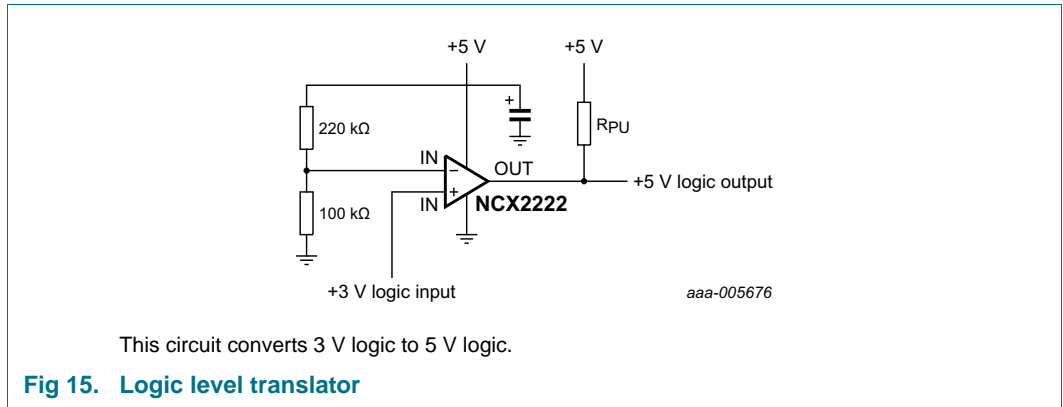 +5 V
+5 V
+
220 kΩ
RPU
IN
−
OUT
+5 V logic output
+
IN
NCX2222
100 kΩ
+3 V logic input
aaa-005676
This circuit converts 3 V logic to 5 V logic.
Fig 15. Logic level translator